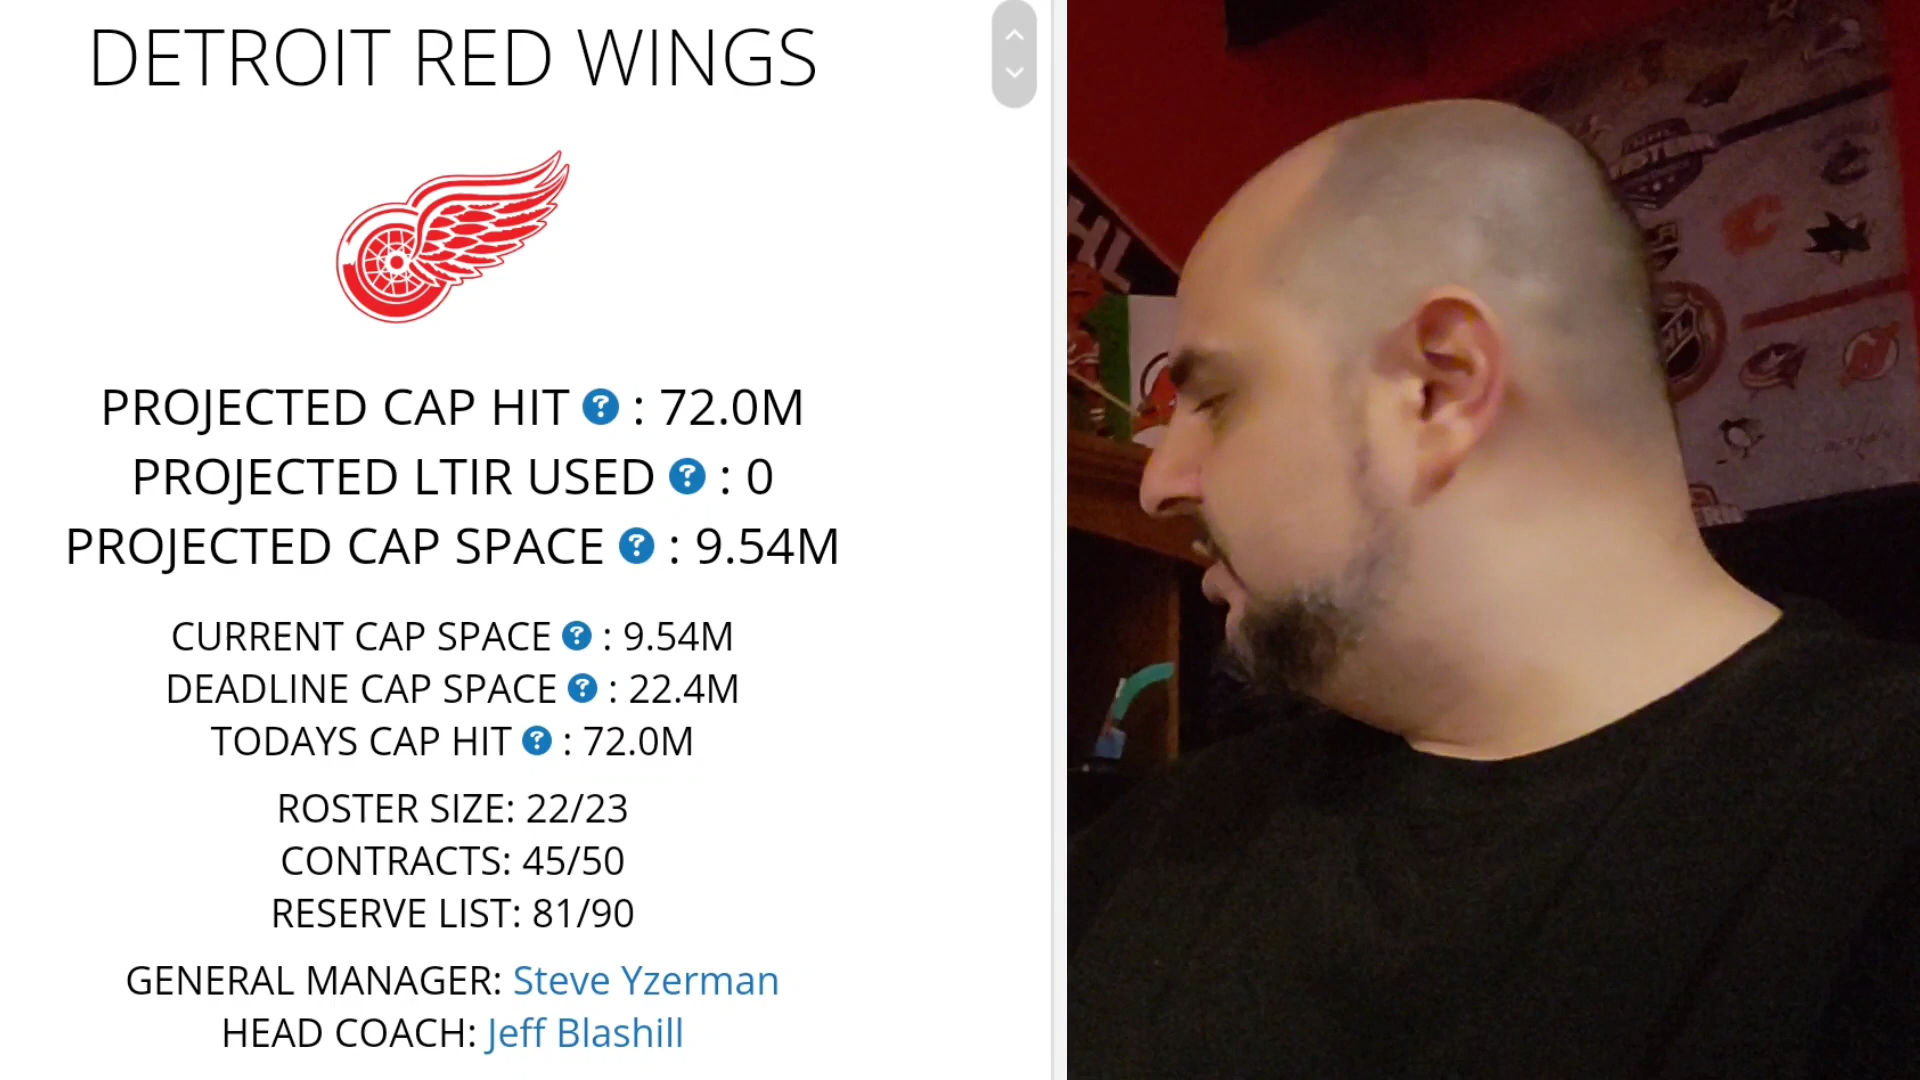 DETROIT RED WINGS
PROJECTED CAP HIT ? : 72.0M
PROJECTED LTIR USED ? : 0
PROJECTED CAP SPACE ? : 9.54M
CURRENT CAP SPACE ? : 9.54M
DEADLINE CAP SPACE ? : 22.4M
TODAYS CAP HIT ? : 72.0M
ROSTER SIZE: 22/23
CONTRACTS: 45/50
RESERVE LIST: 81/90
GENERAL MANAGER: Steve Yzerman
HEAD COACH: Jeff Blashill
HL
NHL